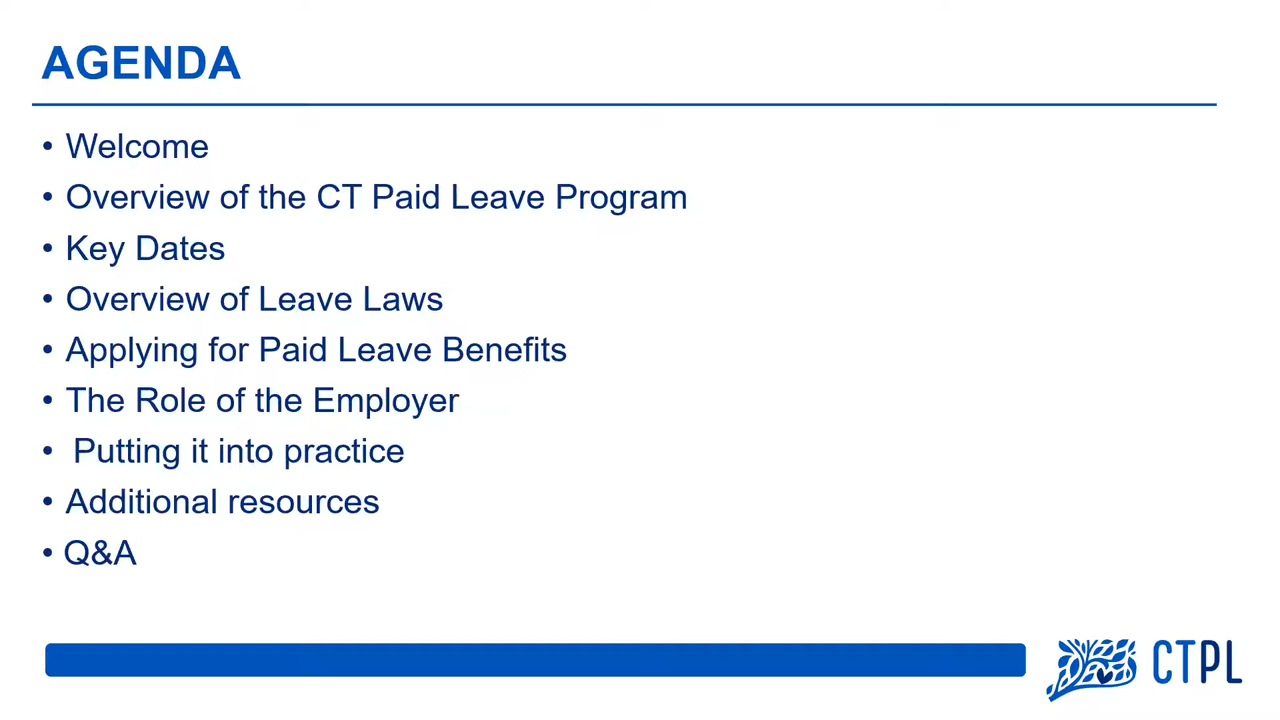 AGENDA
• Welcome
• Overview of the CT Paid Leave Program
• Key Dates
• Overview of Leave Laws
• Applying for Paid Leave Benefits
• The Role of the Employer
• Putting it into practice
• Additional resources
• Q&A
CTPL